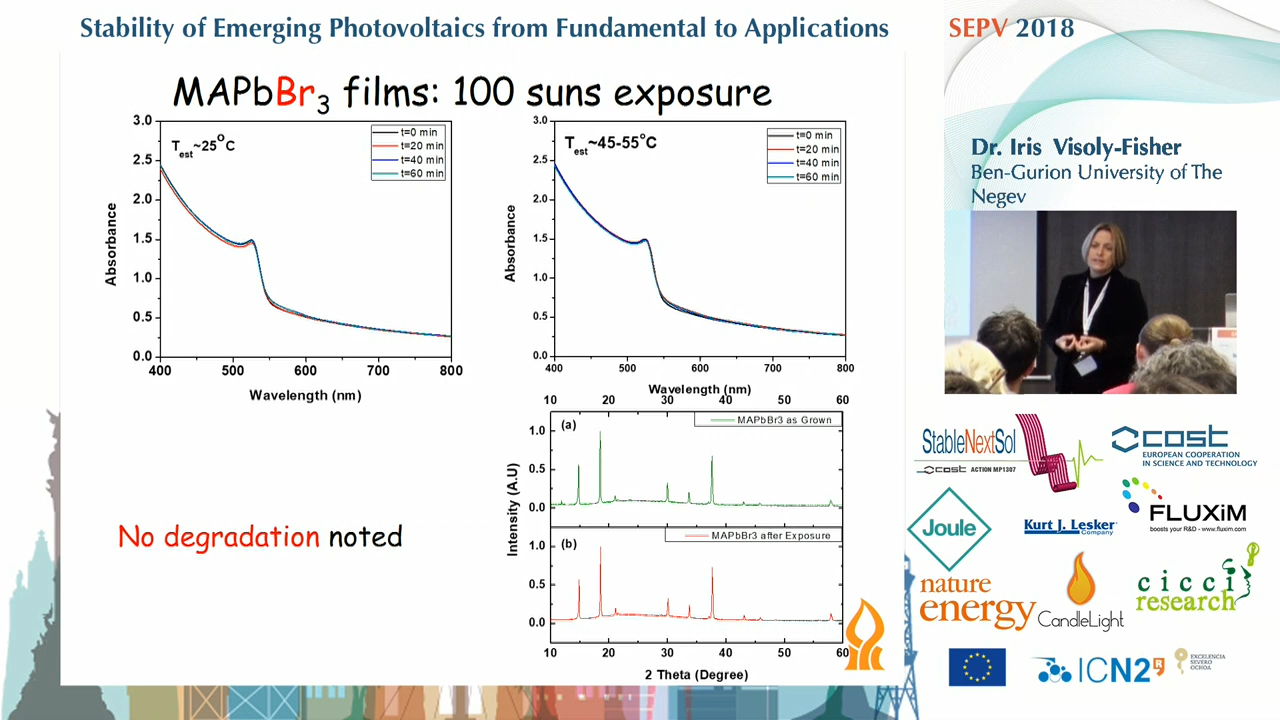 Stability of Emerging Photovoltaics from Fundamental to Applications
SEPV 2018
MAPbBr3 films: 100 suns exposure
Test~25°C
t=0 min
t=20 min
t=40 min
t=60 min
3.0
2.5
2.0
1.5
1.0
0.5
0.0
Absorbance
400 500 600 700 800
Wavelength (nm)
Test~45-55°C
t=0 min
t=20 min
t=40 min
t=60 min
3.0
2.5
2.0
1.5
1.0
0.5
0.0
Absorbance
400 500 600 700 800
Wavelength (nm)
10 20 30 40 50 60
(a)
MAPbBr3 as Grown
1.0
0.5
0.0
(b)
MAPbBr3 after Exposure
1.0
0.5
0.0
Intensity (A.U)
10 20 30 40 50 60
2 Theta (Degree)
No degradation noted
Dr. Iris Visoly-Fisher
Ben-Gurion University of The
Negev
StableNextSol
cost ACTION MP1307
cost
EUROPEAN COOPERATION
IN SCIENCE AND TECHNOLOGY
Joule
Kurt J. Lesker
Company
FLUXiM
boosts your R&D - www.fluxim.com
nature
energy
CandleLight
cicci
research
ICN2
EXCELENCIA
SEVERO
OCHOA